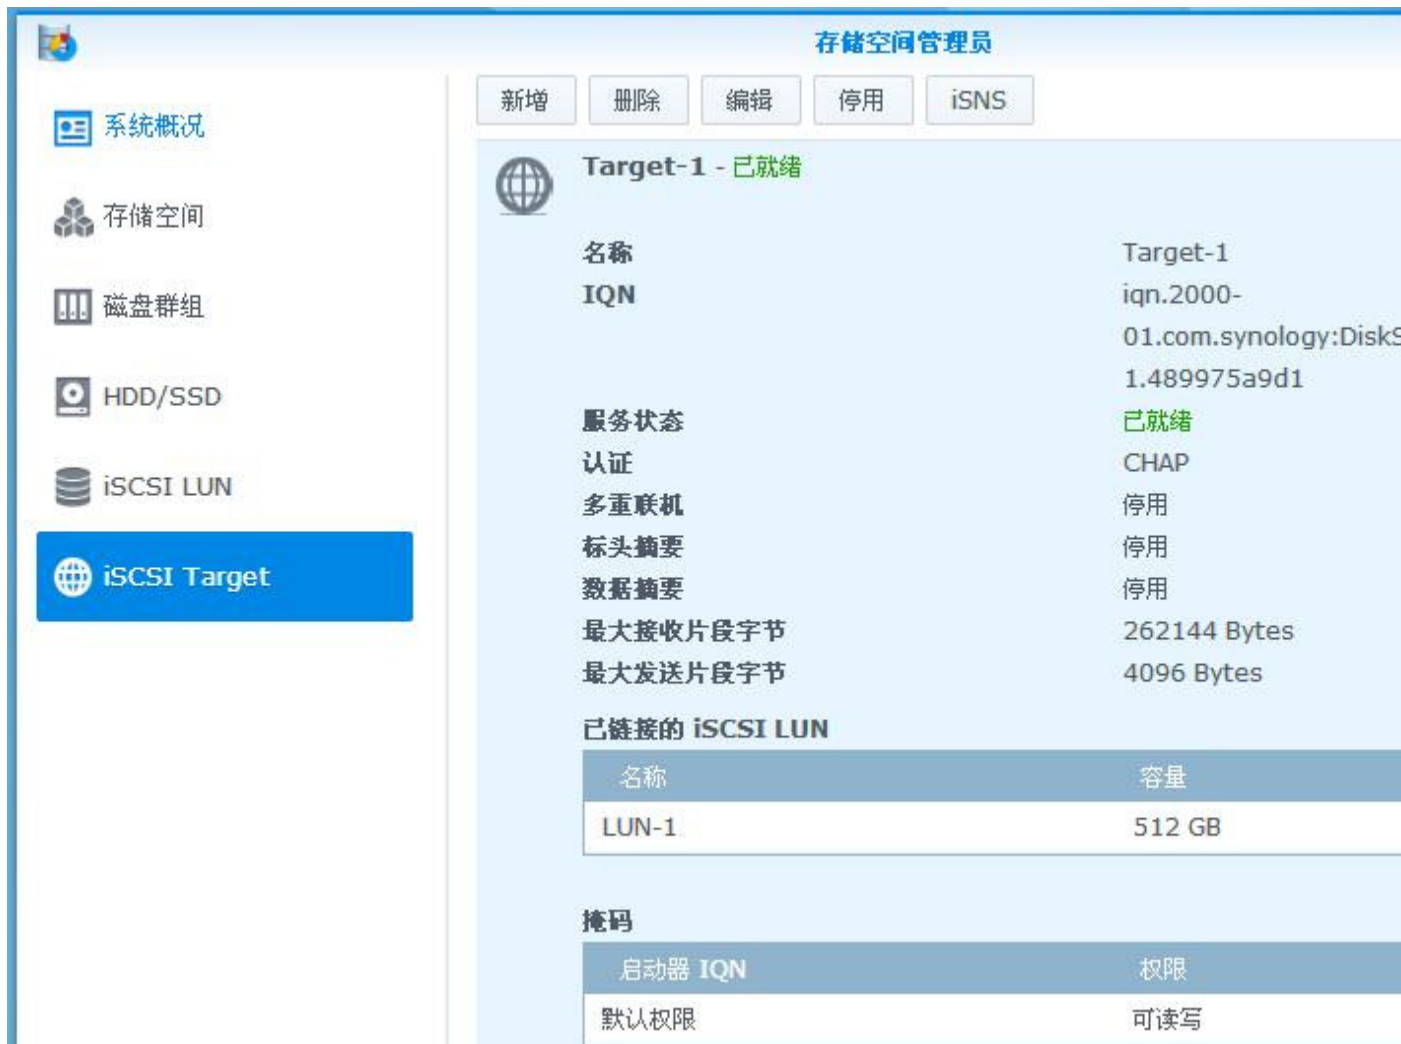 存储空间管理员
系统概况
存储空间
磁盘群组
HDD/SSD
iSCSI LUN
iSCSI Target
新增 删除 编辑 停用 iSNS
Target-1 - 已就绪
名称 Target-1
IQN iqn.2000-
01.com.synology:DiskS
1.489975a9d1
服务状态 已就绪
认证 CHAP
多重联机 停用
标头摘要 停用
数据摘要 停用
最大接收片段字节 262144 Bytes
最大发送片段字节 4096 Bytes
已链接的 iSCSI LUN
名称 容量
LUN-1 512 GB
掩码
启动器 IQN 权限
默认权限 可读写